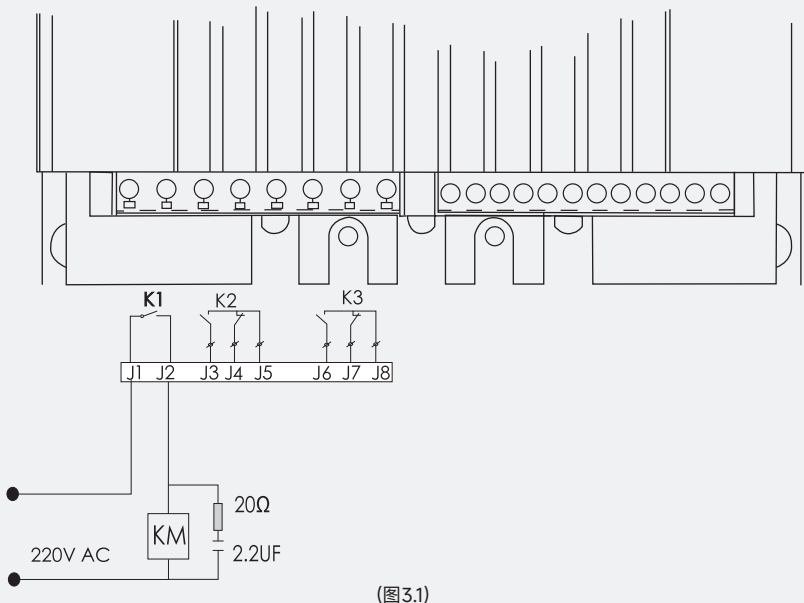 K1 K2 K3
J1 J2 J3 J4 J5 J6 J7 J8
20Ω
KM
2.2UF
220V AC
(图3.1)